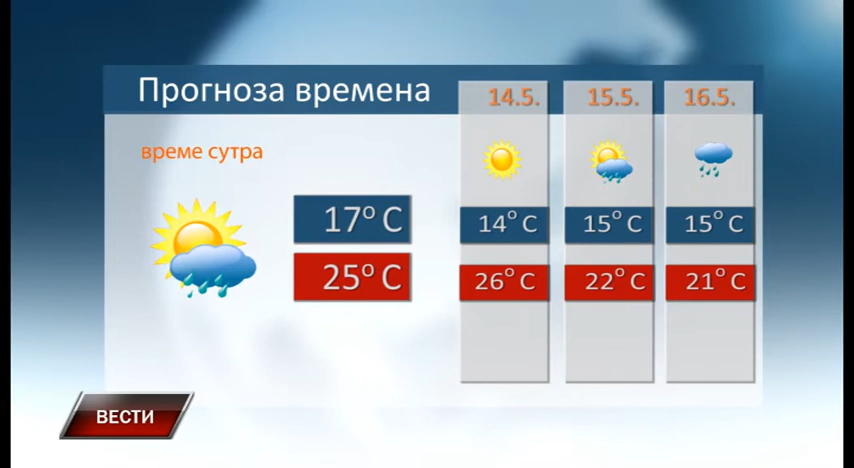 Прогноза времена
време сутра
17° C
25° C
14.5.
15.5.
16.5.
14° C
15° C
15° C
26° C
22° C
21° C
ВЕСТИ